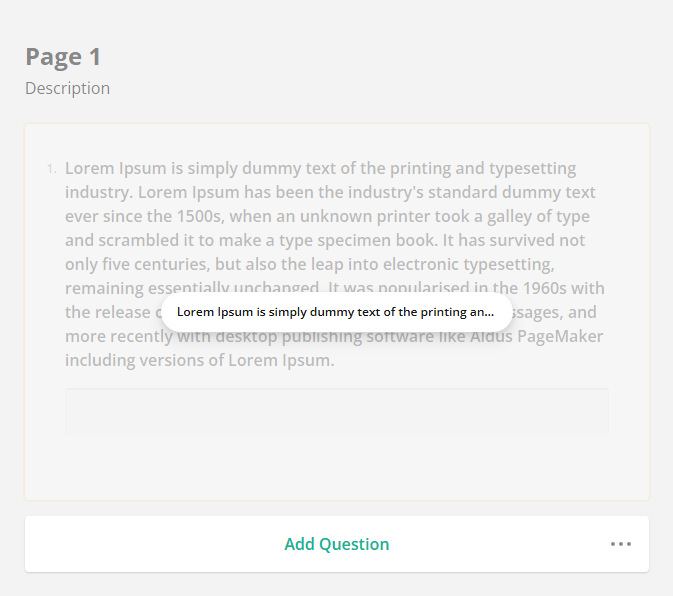 Page 1
Description
1. Lorem Ipsum is simply dummy text of the printing and typesetting
industry. Lorem Ipsum has been the industry's standard dummy text
ever since the 1500s, when an unknown printer took a galley of type
and scrambled it to make a type specimen book. It has survived not
only five centuries, but also the leap into electronic typesetting,
remaining essentially unchanged. It was popularised in the 1960s with
the release
Lorem Ipsum is simply dummy text of the printing an...
and
more recently with desktop publishing software like Aldus PageMaker
including versions of Lorem Ipsum.
Add Question